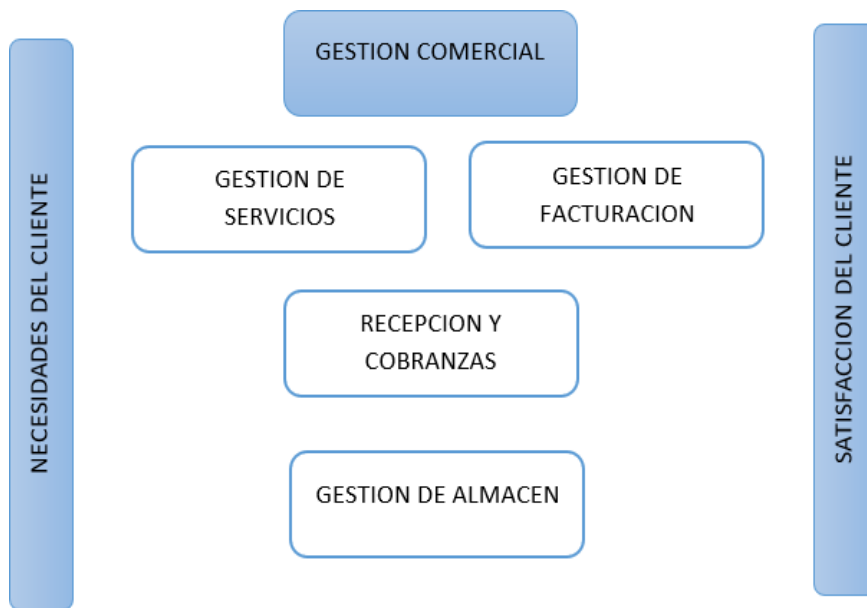 GESTION COMERCIAL
GESTION DE
SERVICIOS
GESTION DE
FACTURACION
RECEPCION Y
COBRANZAS
GESTION DE ALMACEN
NECESIDADES DEL CLIENTE
SATISFACCION DEL CLIENTE